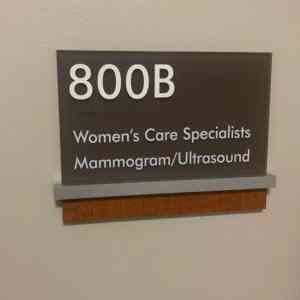 800B
Women's Care Specialists
Mammogram/Ultrasound